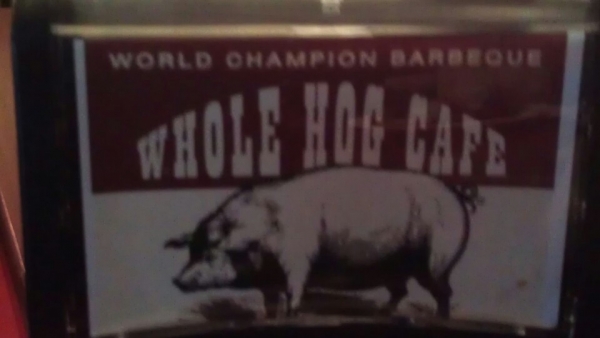 WORLD CHAMPION BARBEQUE
WHOLE HOG CAFE